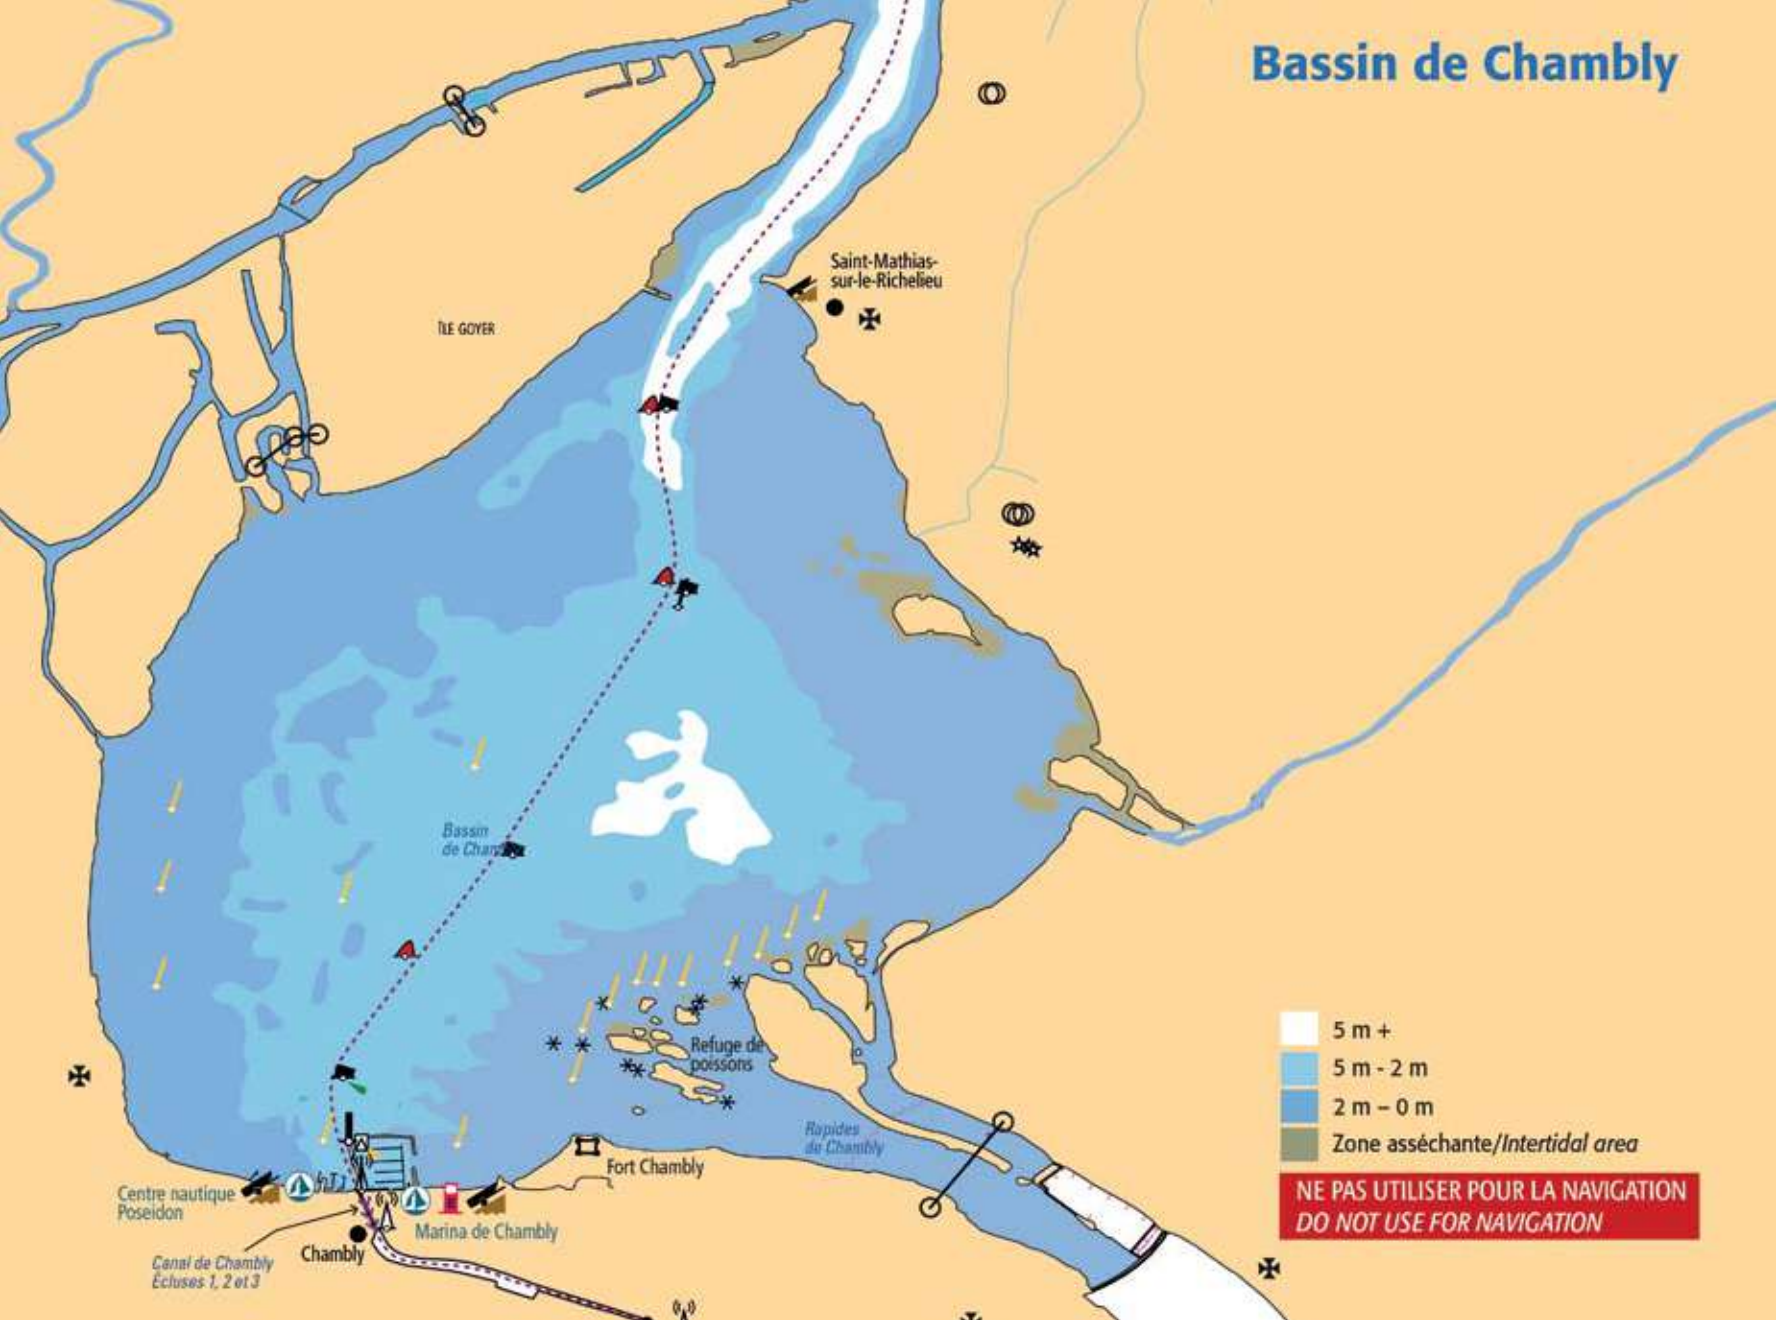 Bassin de Chambly
Saint-Mathias-
sur-le-Richelieu
ÎLE GOYER
Bassin
de Cham
Refuge de
poissons
Rapides
de Chambly
Fort Chambly
Centre nautique
Poseidon
Marina de Chambly
Chambly
Canal de Chambly
Écluses 1, 2 et 3
5 m +
5 m - 2 m
2 m – 0 m
Zone asséchante/Intertidal area
NE PAS UTILISER POUR LA NAVIGATION
DO NOT USE FOR NAVIGATION